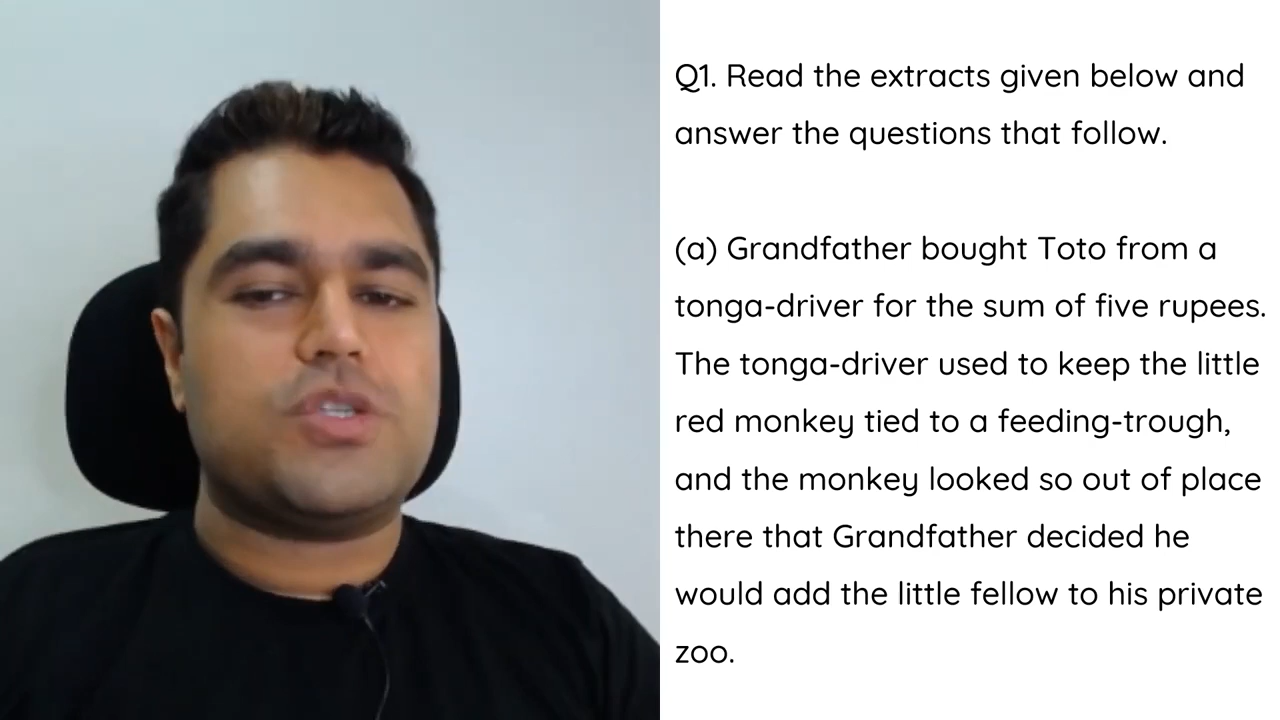 Q1. Read the extracts given below and
answer the questions that follow.
(a) Grandfather bought Toto from a
tonga-driver for the sum of five rupees.
The tonga-driver used to keep the little
red monkey tied to a feeding-trough,
and the monkey looked so out of place
there that Grandfather decided he
would add the little fellow to his private
zoo.